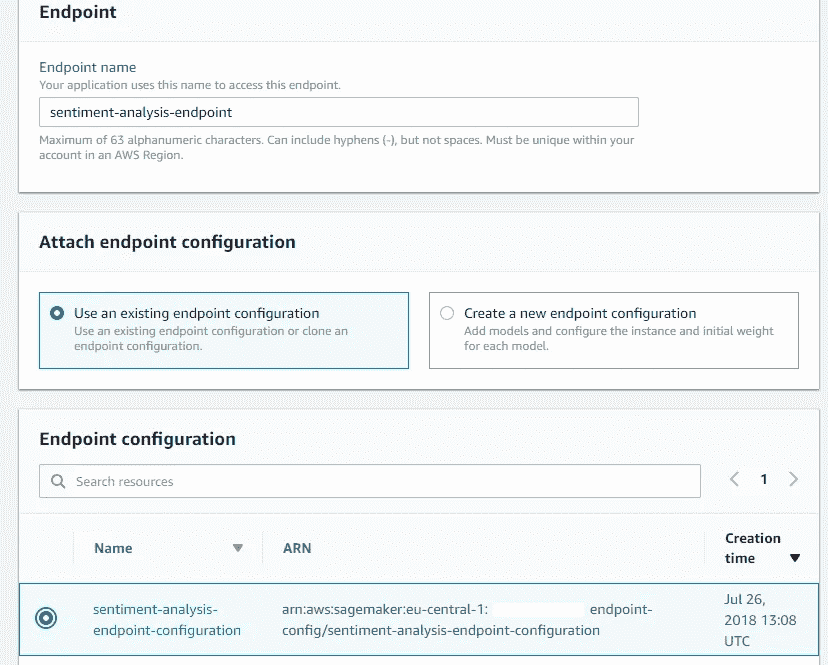 Endpoint
Endpoint name
Your application uses this name to access this endpoint.
sentiment-analysis-endpoint
Maximum of 63 alphanumeric characters. Can include hyphens (-), but not spaces. Must be unique within your
account in an AWS Region.
Attach endpoint configuration
Use an existing endpoint configuration
Use an existing endpoint configuration or clone an
endpoint configuration.
Create a new endpoint configuration
Add models and configure the instance and initial weight
for each model.
Endpoint configuration
Search resources
1
Name
ARN
Creation
time
sentiment-analysis-
endpoint-configuration
arn:aws:sagemaker:eu-central-1: endpoint-
config/sentiment-analysis-endpoint-configuration
Jul 26,
2018 13:08
UTC